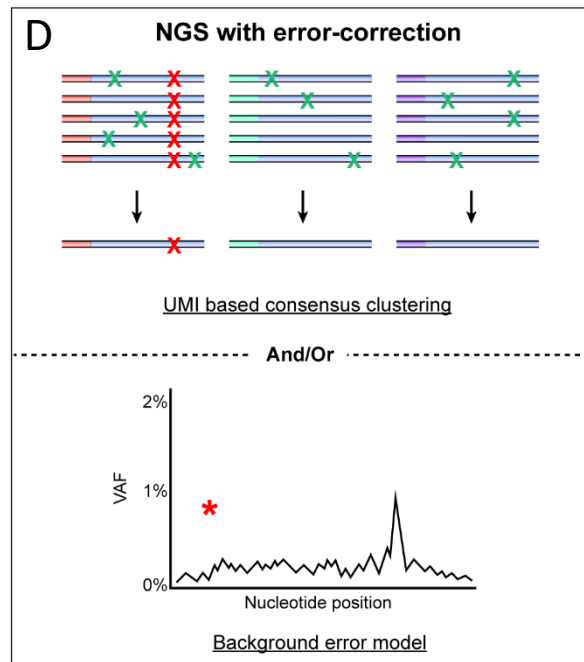 D
NGS with error-correction
UMI based consensus clustering
And/Or
2%
1%
0%
VAF
*
Nucleotide position
Background error model